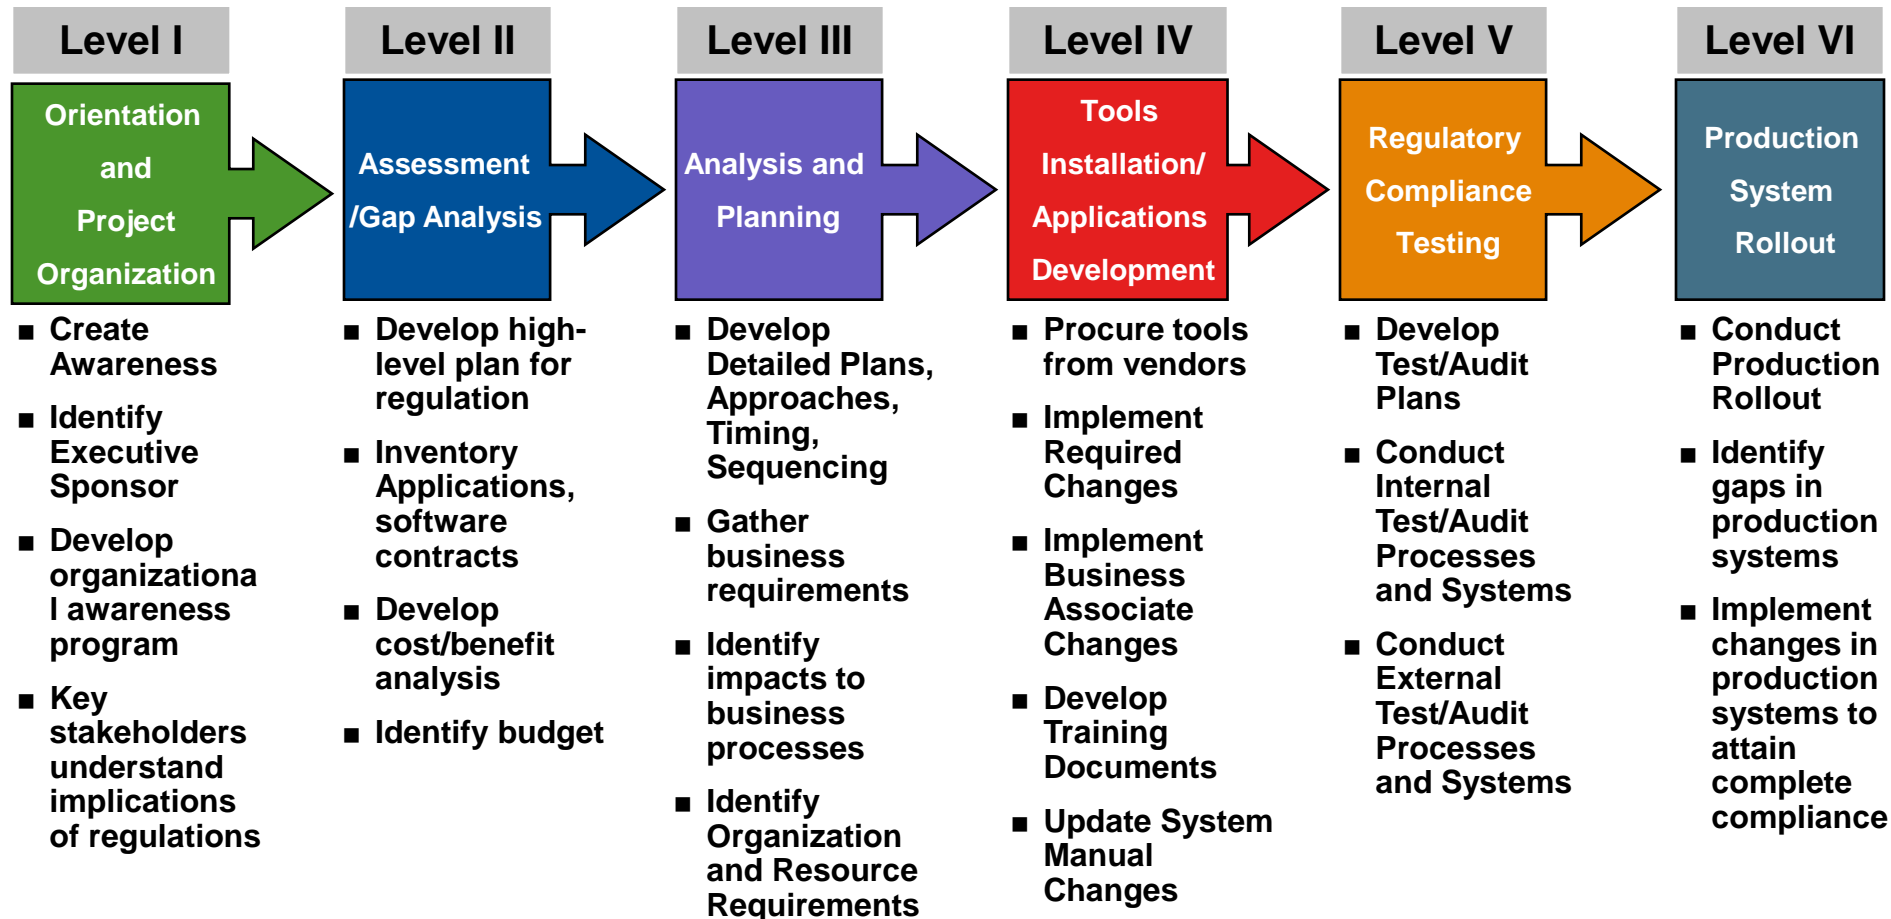 Level I
Orientation
and
Project
Organization
■ Create
Awareness
■ Identify
Executive
Sponsor
■ Develop
organizationa
l awareness
program
■ Key
stakeholders
understand
implications
of regulations
Level II
Assessment
/Gap Analysis
■ Develop high-
level plan for
regulation
■ Inventory
Applications,
software
contracts
■ Develop
cost/benefit
analysis
■ Identify budget
Level III
Analysis and
Planning
■ Develop
Detailed Plans,
Approaches,
Timing,
Sequencing
■ Gather
business
requirements
■ Identify
impacts to
business
processes
■ Identify
Organization
and Resource
Requirements
Level IV
Tools
Installation/
Applications
Development
■ Procure tools
from vendors
■ Implement
Required
Changes
■ Implement
Business
Associate
Changes
■ Develop
Training
Documents
■ Update System
Manual
Changes
Level V
Regulatory
Compliance
Testing
■ Develop
Test/Audit
Plans
■ Conduct
Internal
Test/Audit
Processes
and Systems
■ Conduct
External
Test/Audit
Processes
and Systems
Level VI
Production
System
Rollout
■ Conduct
Production
Rollout
■ Identify
gaps in
production
systems
■ Implement
changes in
production
systems to
attain
complete
compliance